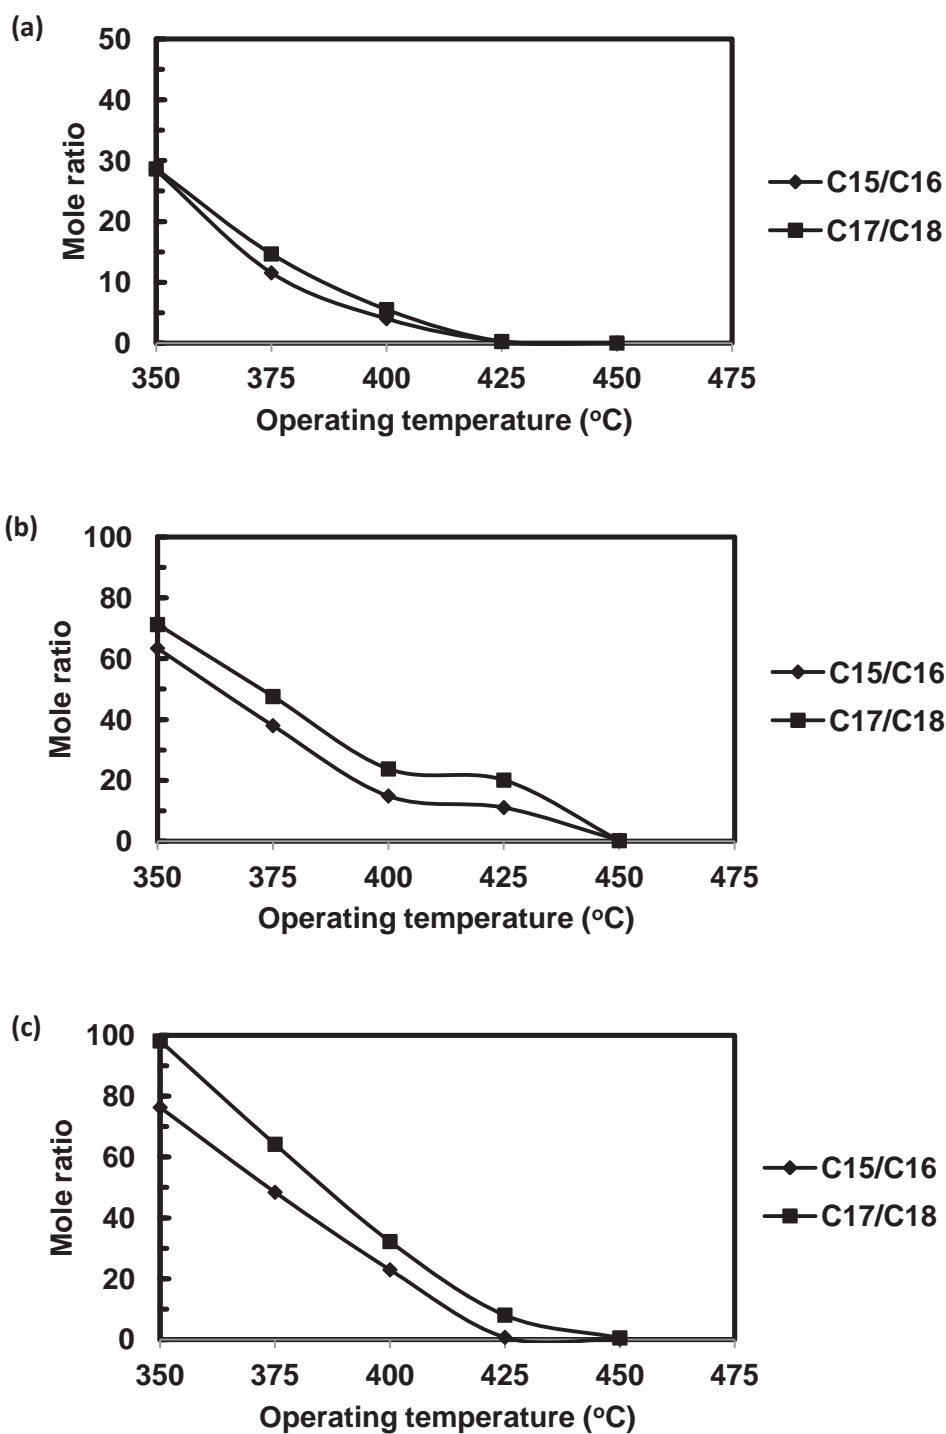 (a)
50
40
30
20
10
0
Mole ratio
350 375 400 425 450 475
Operating temperature (oC)
C15/C16
C17/C18
(b)
100
80
60
40
20
0
Mole ratio
350 375 400 425 450 475
Operating temperature (oC)
C15/C16
C17/C18
(c)
100
80
60
40
20
0
Mole ratio
350 375 400 425 450 475
Operating temperature (oC)
C15/C16
C17/C18